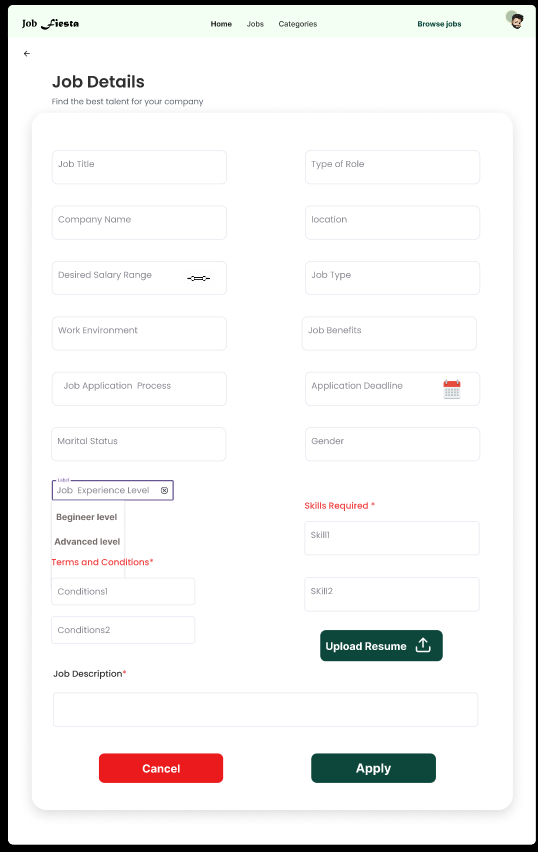 Job Fiesta
Home Jobs Categories Browse jobs
Job Details
Find the best talent for your company
Job Title
Type of Role
Company Name
location
Desired Salary Range
Job Type
Work Environment
Job Benefits
Job Application Process
Application Deadline
Marital Status
Gender
Label
Job Experience Level
Begineer level
Advanced level
Skills Required *
Skill1
Terms and Conditions*
Conditions1
SKill2
Conditions2
Upload Resume
Job Description*
Cancel
Apply